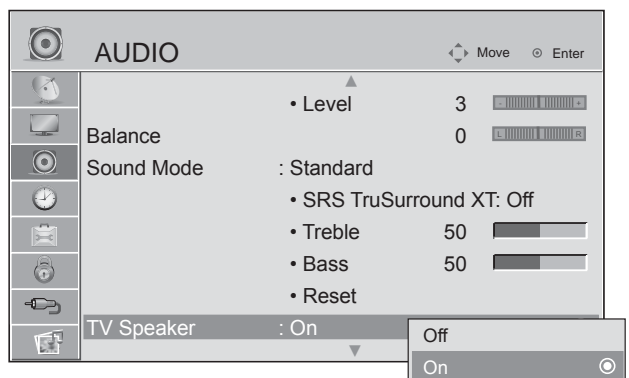 AUDIO
Move
Enter
• Level 3 - +
Balance 0 L R
Sound Mode : Standard
• SRS TruSurround XT: Off
• Treble 50
• Bass 50
• Reset
TV Speaker : On
Off
On